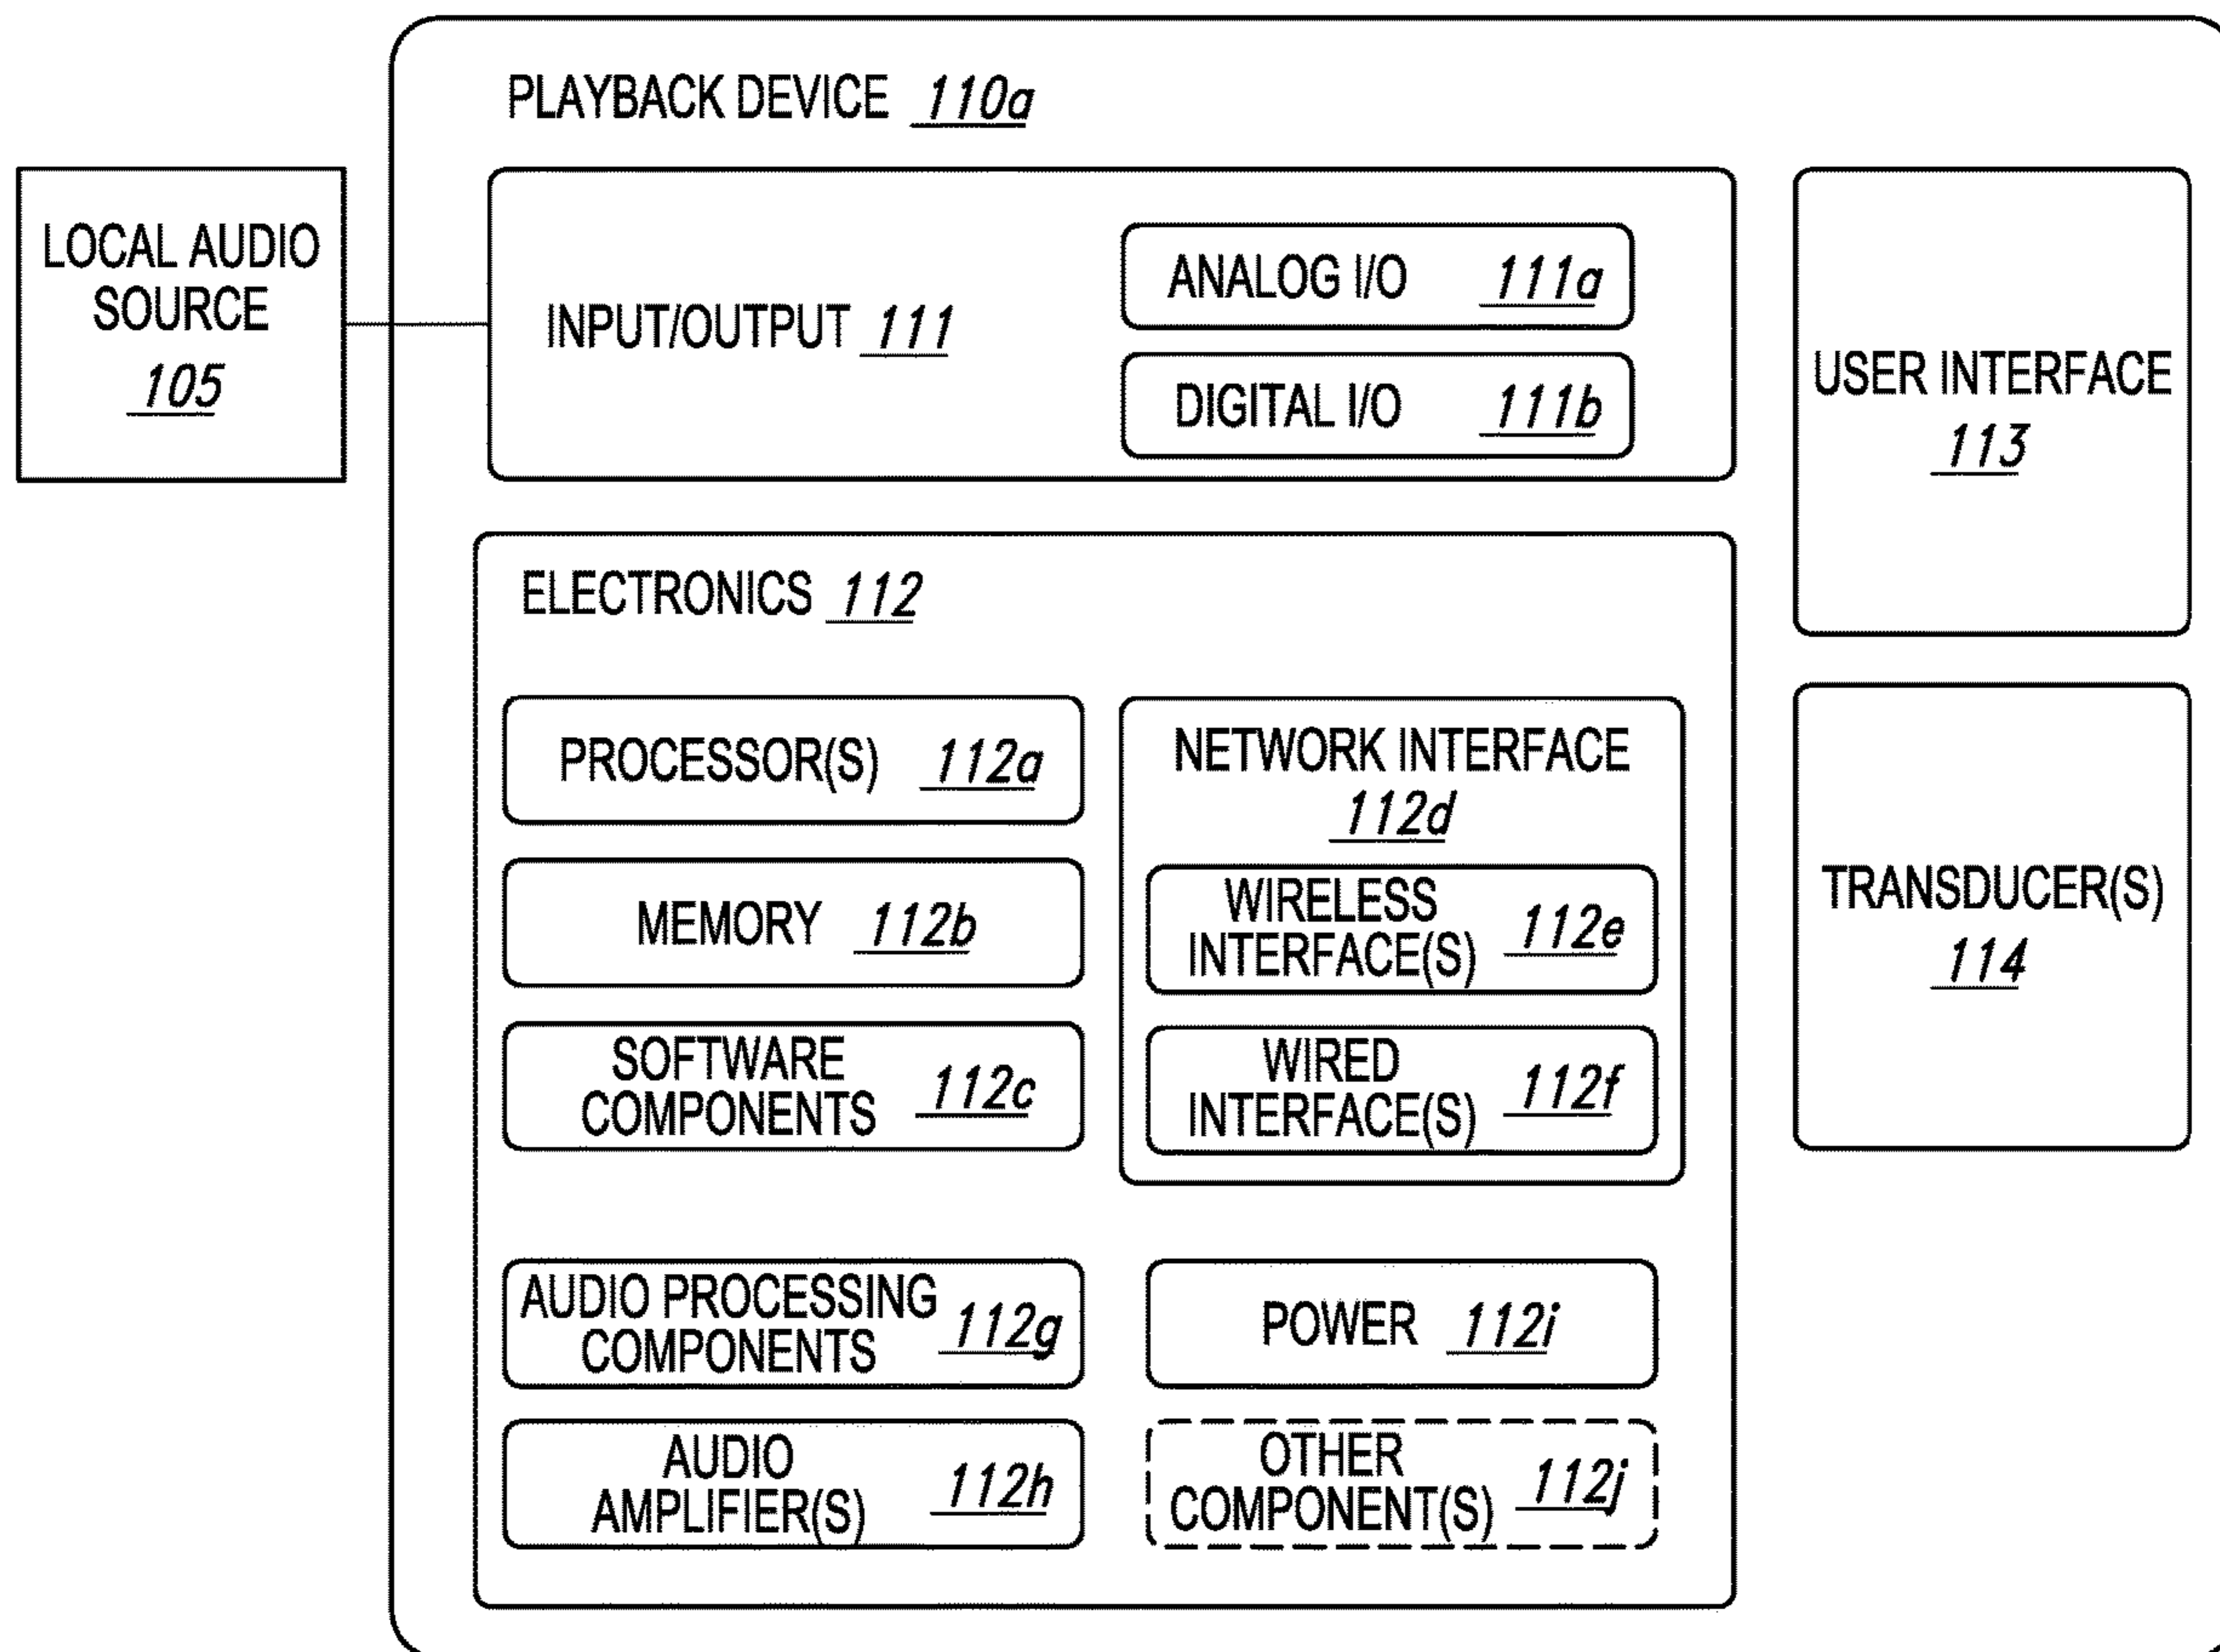 PLAYBACK DEVICE 110a
LOCAL AUDIO
SOURCE
105
INPUT/OUTPUT 111
ANALOG I/O 111a
DIGITAL I/O 111b
USER INTERFACE
113
ELECTRONICS 112
PROCESSOR(S) 112a
MEMORY 112b
SOFTWARE
COMPONENTS 112c
NETWORK INTERFACE
112d
WIRELESS
INTERFACE(S) 112e
WIRED
INTERFACE(S) 112f
TRANSDUCER(S)
114
AUDIO PROCESSING
COMPONENTS 112g
AUDIO
AMPLIFIER(S) 112h
POWER 112i
OTHER
COMPONENT(S) 112j